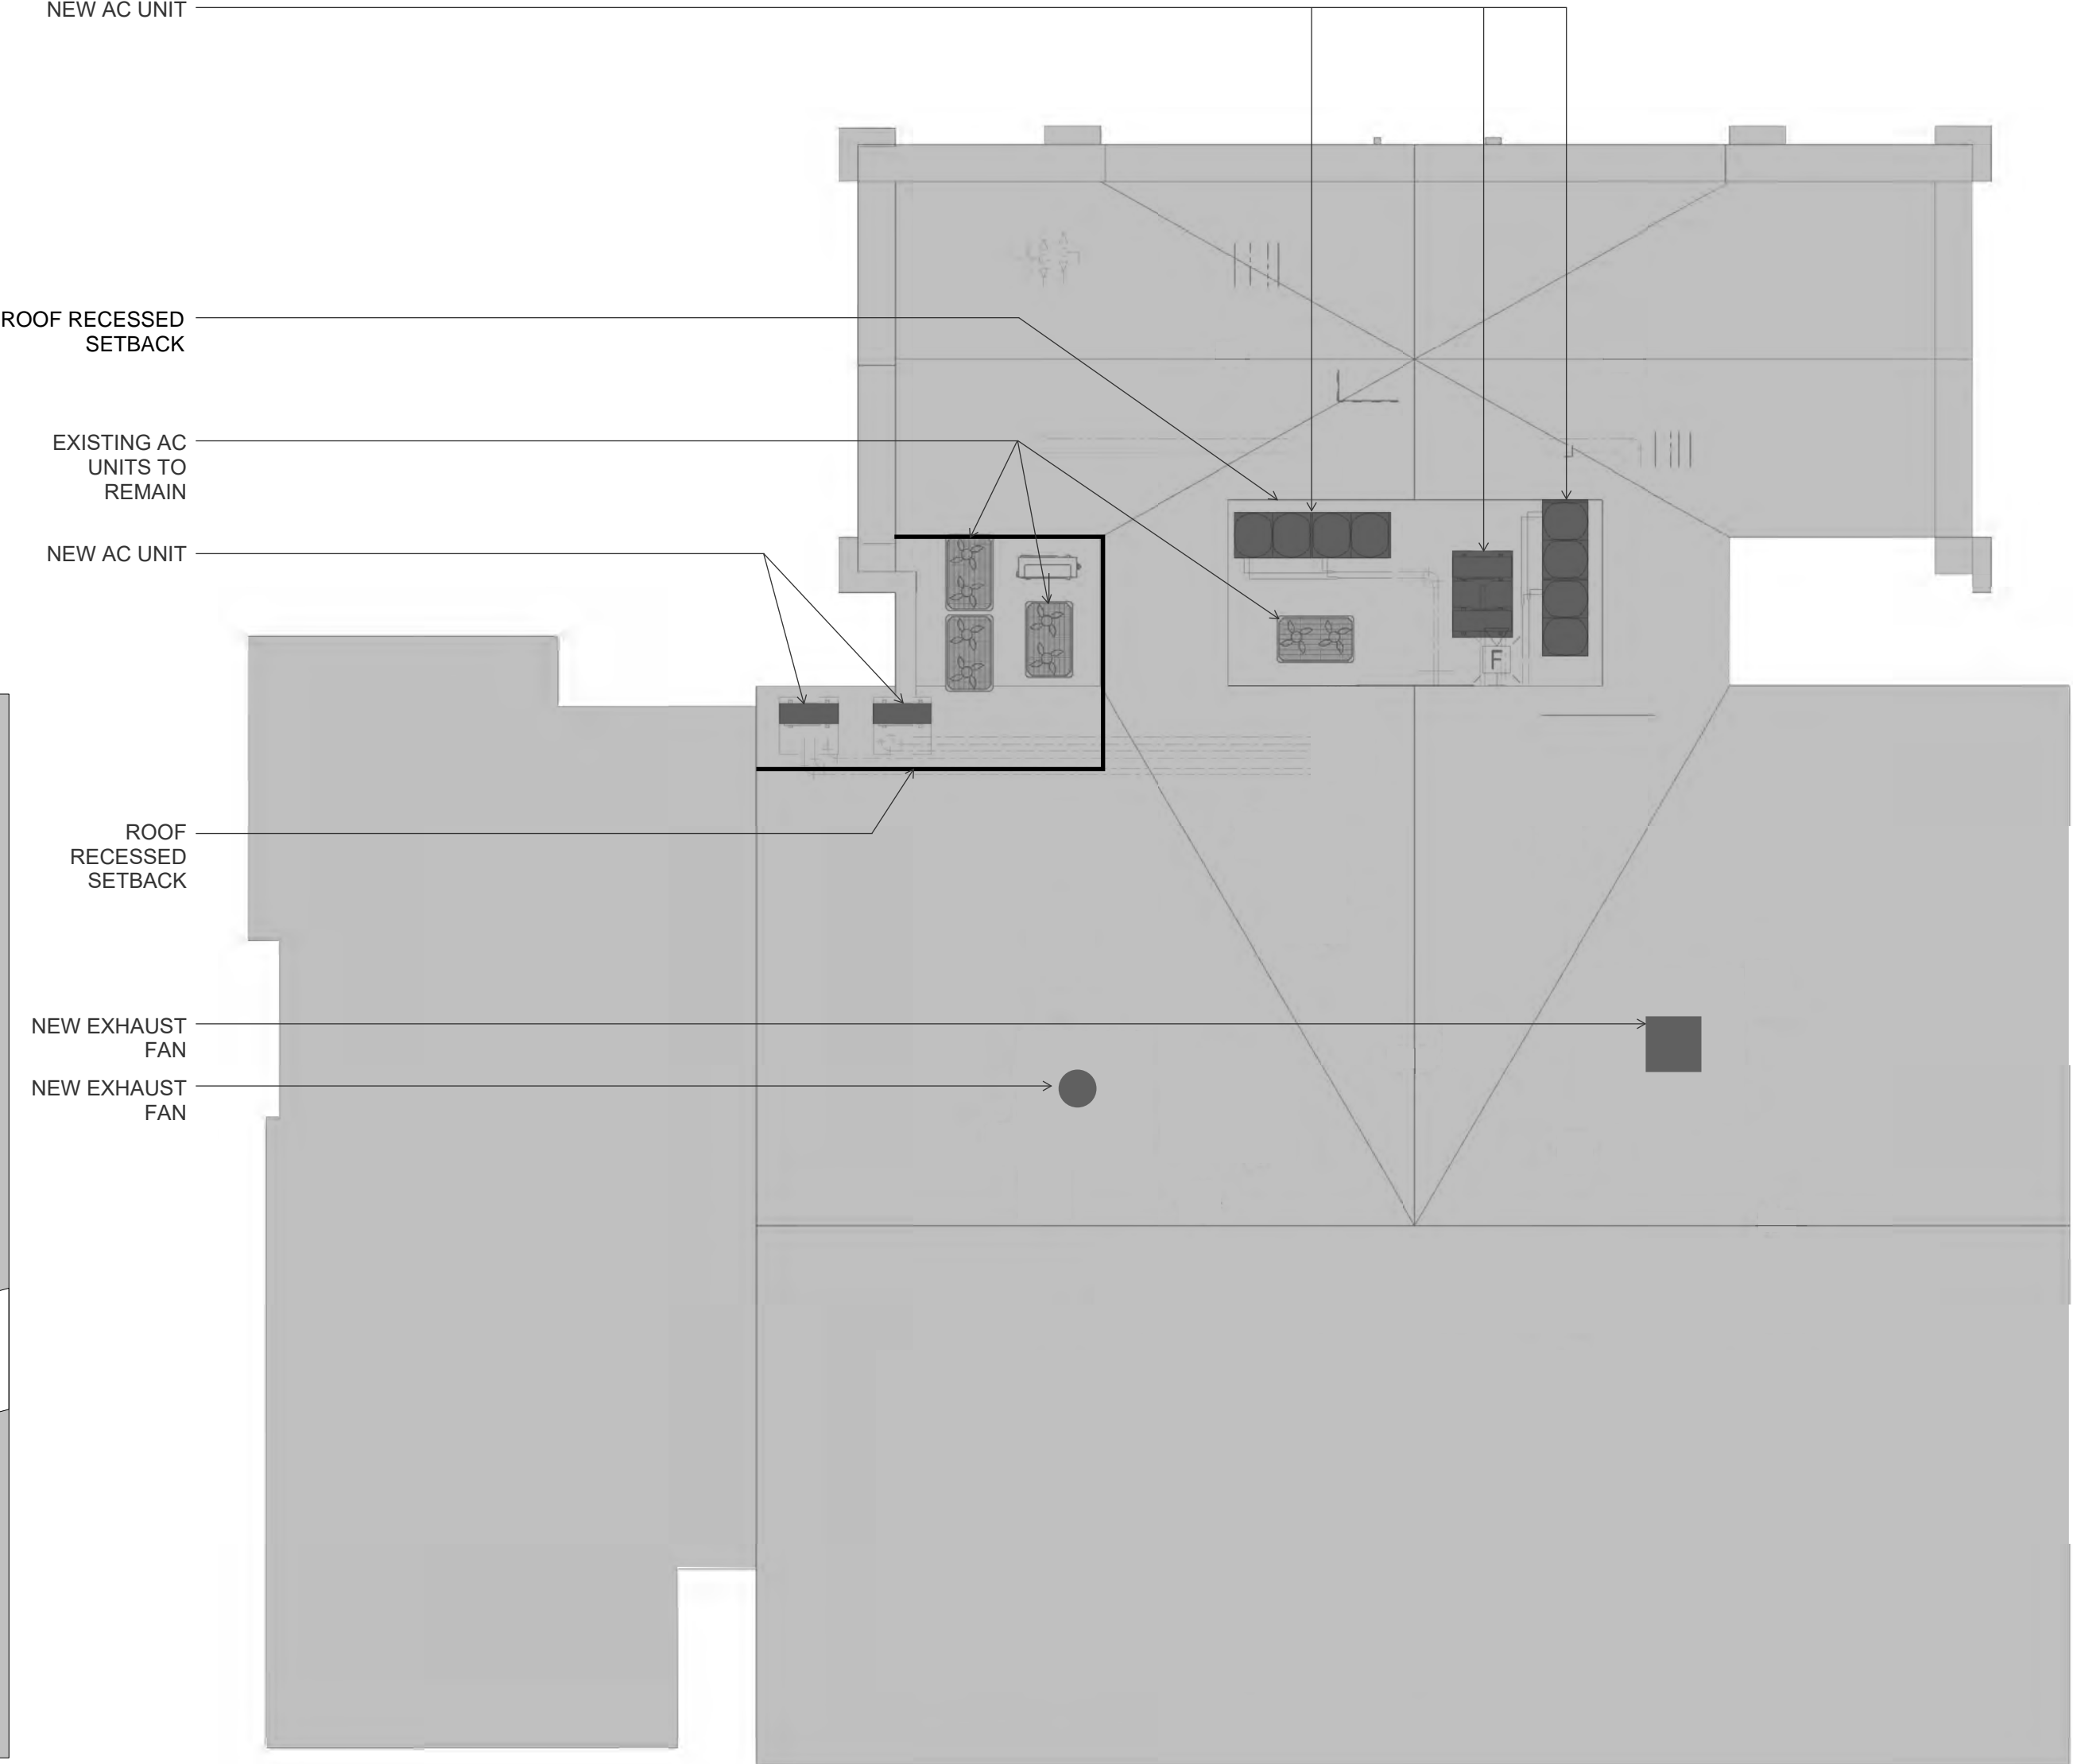 NEW AC UNIT
ROOF RECESSED
SETBACK
EXISTING AC
UNITS TO
REMAIN
NEW AC UNIT
F
ROOF
RECESSED
SETBACK
NEW EXHAUST
FAN
NEW EXHAUST
FAN